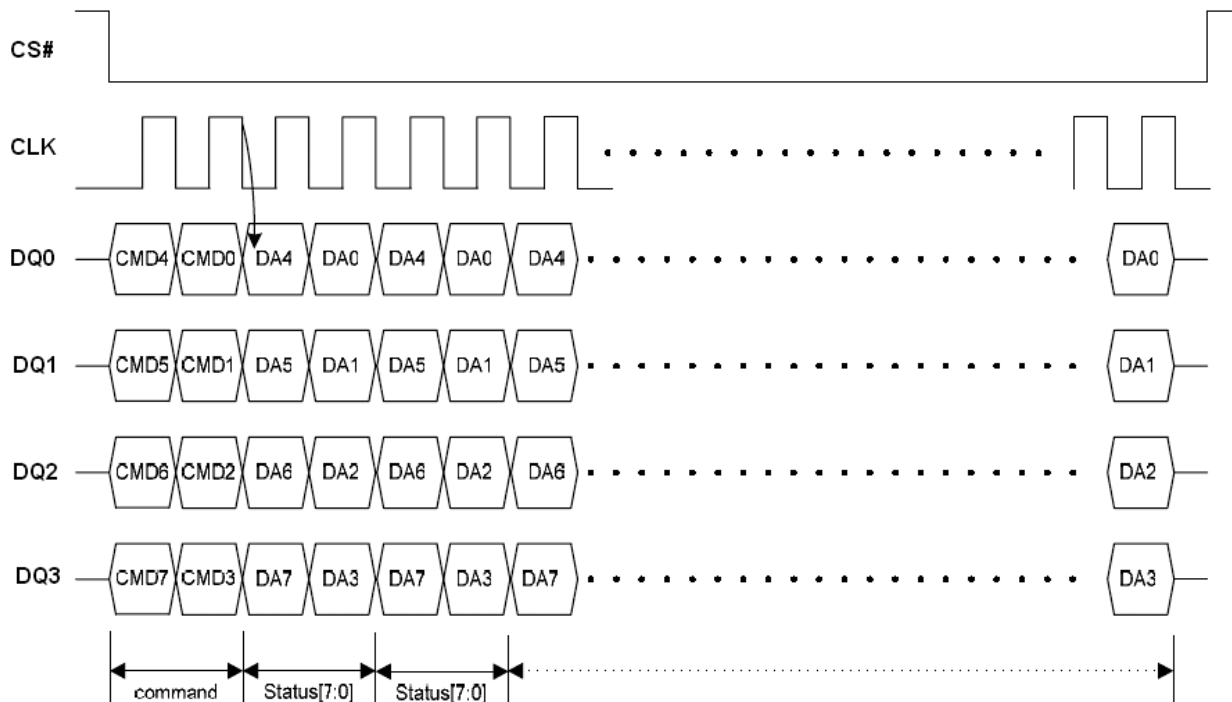 CS#
CLK
DQ0 CMD4 CMD0 DA4 DA0 DA4 DA0 DA4 DA0
DQ1 CMD5 CMD1 DA5 DA1 DA5 DA1 DA5 DA1
DQ2 CMD6 CMD2 DA6 DA2 DA6 DA2 DA6 DA2
DQ3 CMD7 CMD3 DA7 DA3 DA7 DA3 DA7 DA3
command Status[7:0] Status[7:0]